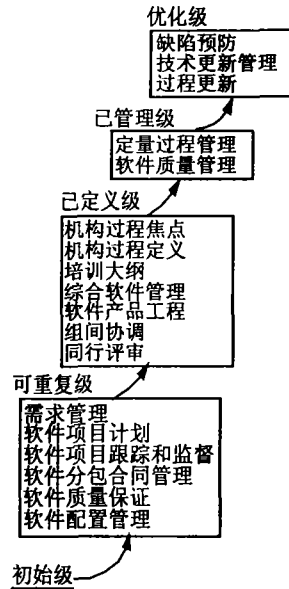 优化级
缺陷预防
技术更新管理
过程更新
已管理级
定量过程管理
软件质量管理
已定义级
机构过程焦点
机构过程定义
培训大纲
综合软件管理
软件产品工程
组间协调
同行评审
可重复级
需求管理
软件项目计划
软件项目跟踪和监督
软件分包合同管理
软件质量保证
软件配置管理
初始级